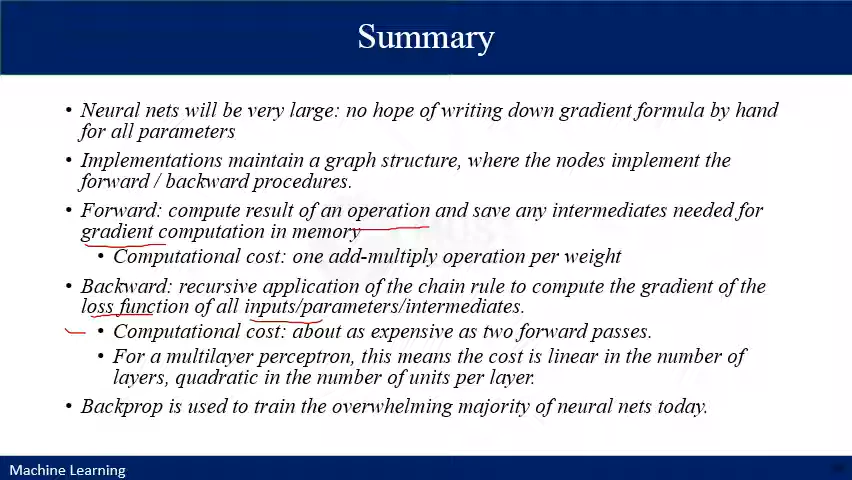 Summary
• Neural nets will be very large: no hope of writing down gradient formula by hand
for all parameters
• Implementations maintain a graph structure, where the nodes implement the
forward / backward procedures.
• Forward: compute result of an operation and save any intermediates needed for
gradient computation in memory
• Computational cost: one add-multiply operation per weight
• Backward: recursive application of the chain rule to compute the gradient of the
loss function of all inputs/parameters/intermediates.
• Computational cost: about as expensive as two forward passes.
• For a multilayer perceptron, this means the cost is linear in the number of
layers, quadratic in the number of units per layer.
• Backprop is used to train the overwhelming majority of neural nets today.
Machine Learning